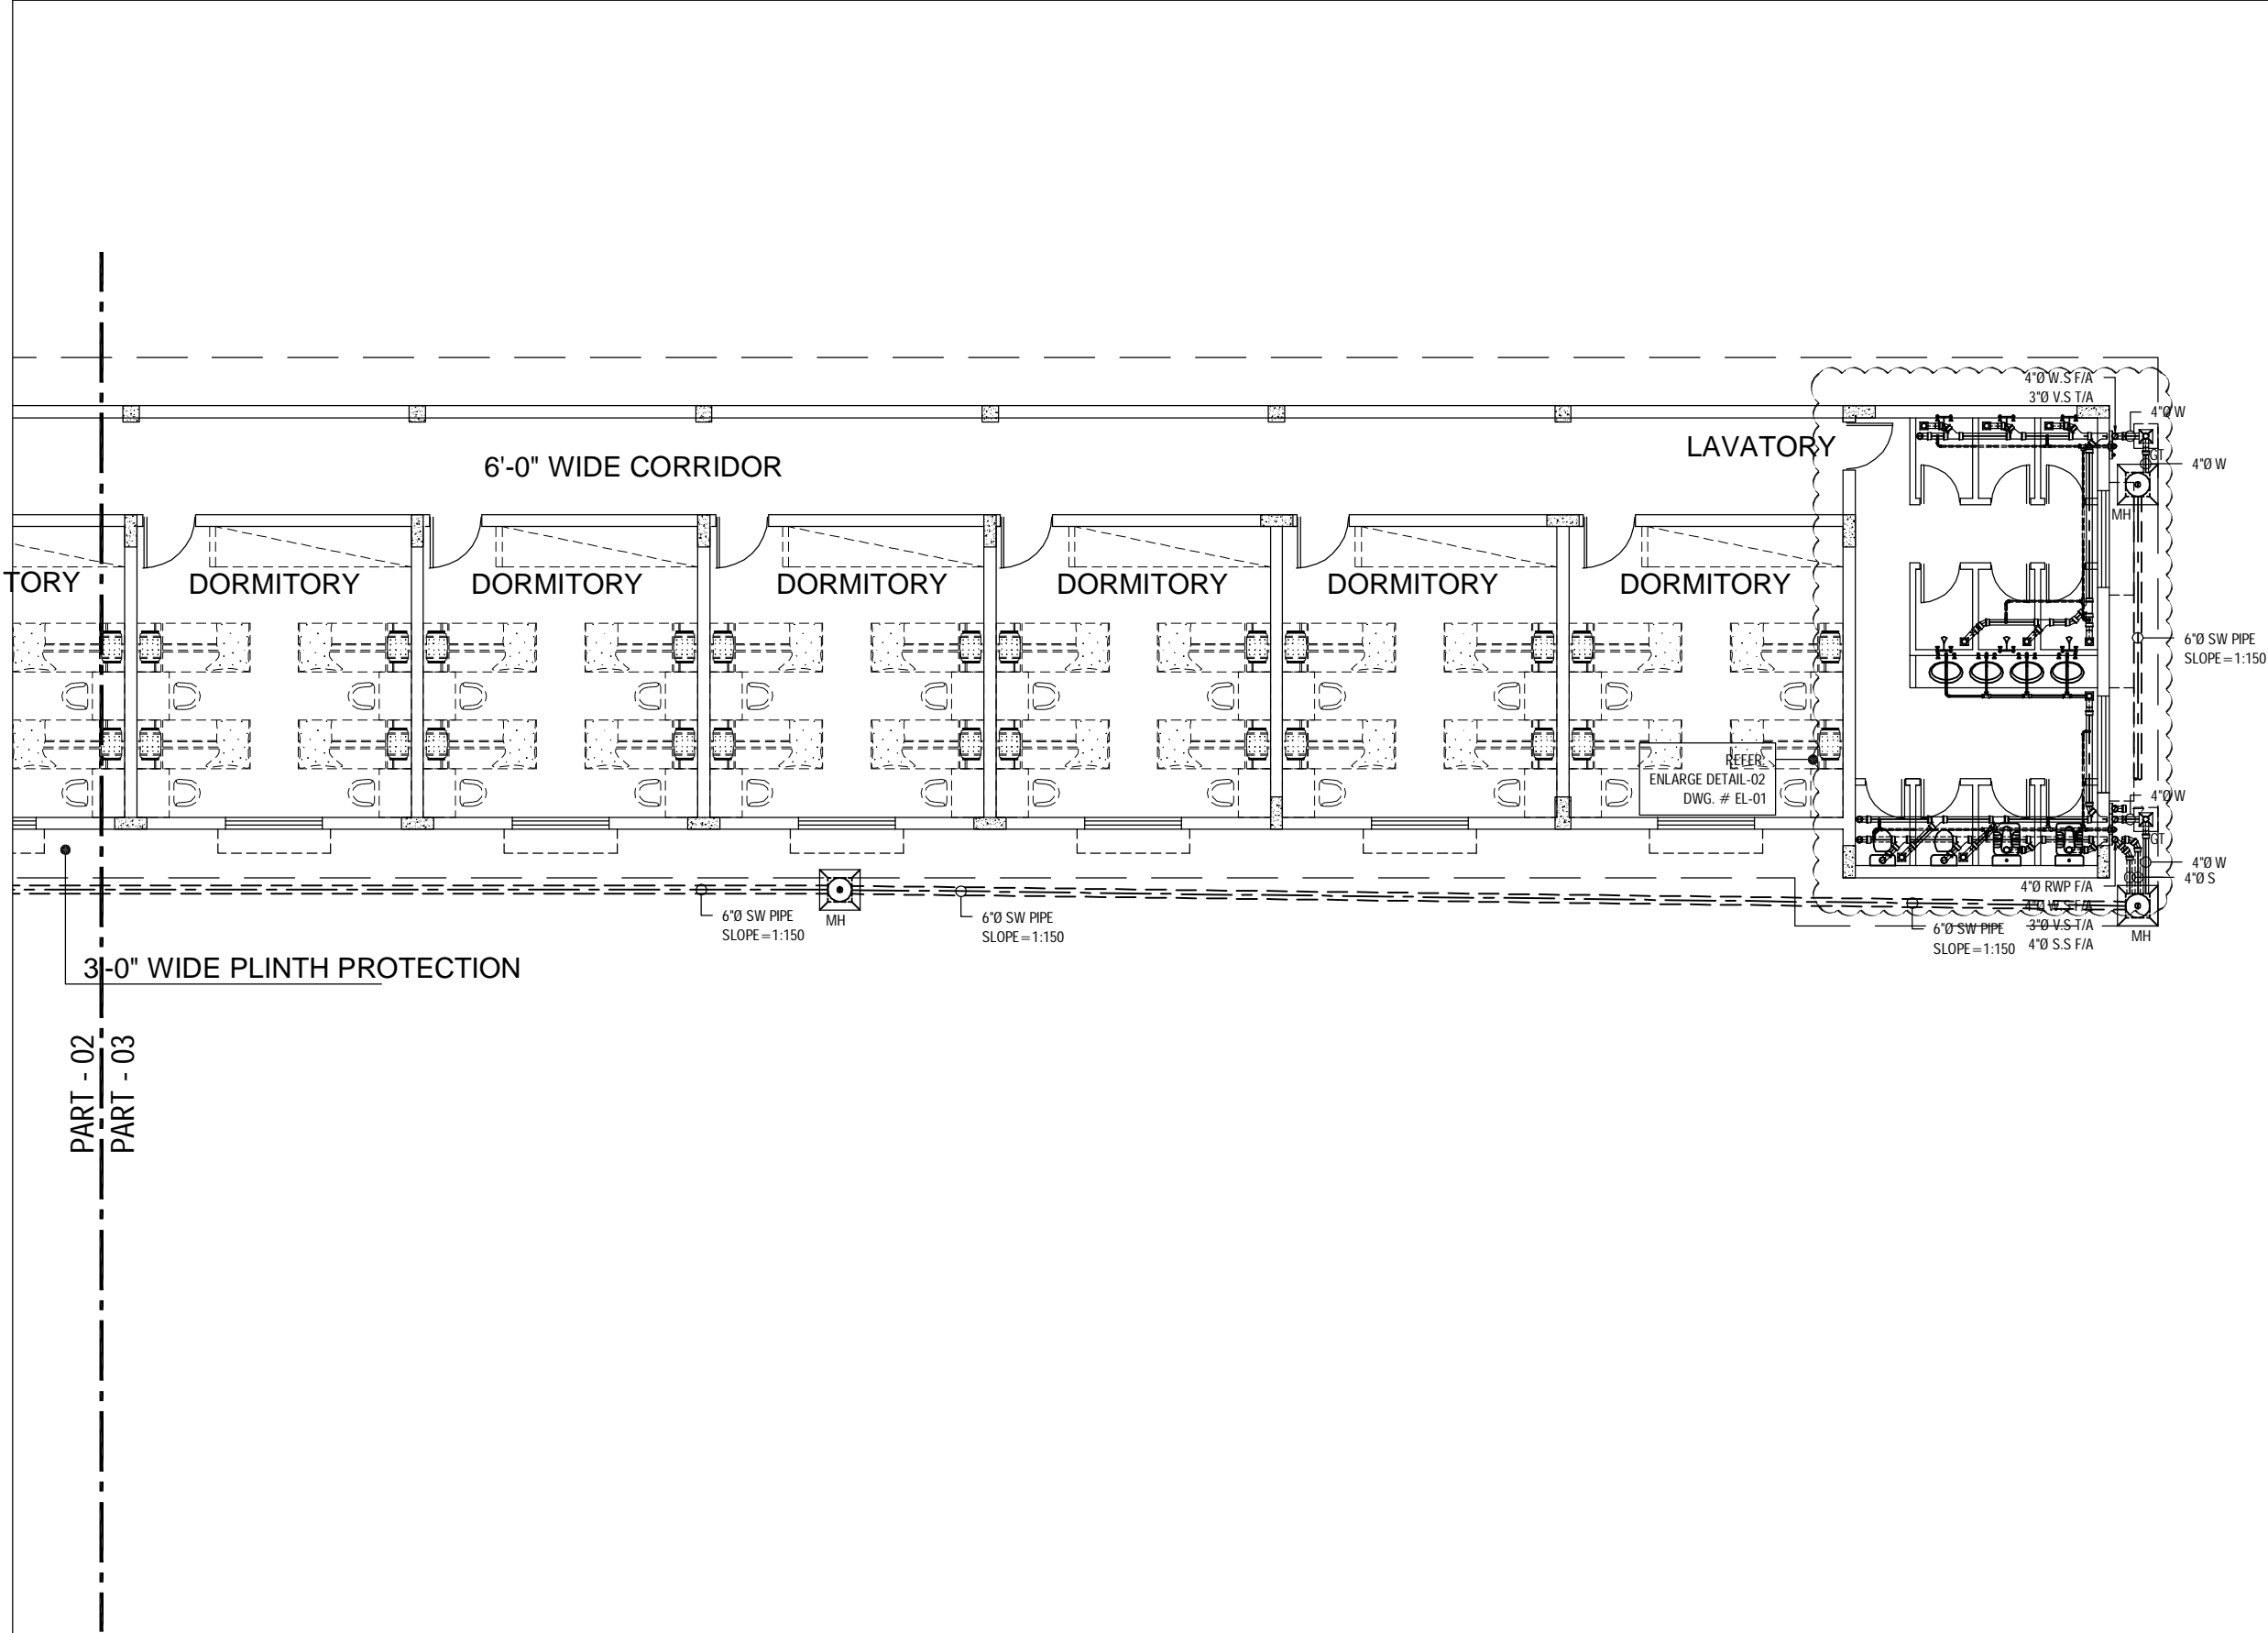 4"Ø W.S F/A
3"Ø V.S T/A
4"Ø W
LAVATORY
6'-0" WIDE CORRIDOR
GT
4"Ø W
MH
TORY
DORMITORY
DORMITORY
DORMITORY
DORMITORY
DORMITORY
DORMITORY
6"Ø SW PIPE
SLOPE=1:150
REFER:
ENLARGE DETAIL-02
DWG. # EL-01
4"Ø W
GT
4"Ø W
4"Ø S
4"Ø RWP F/A
4"Ø W.S F/A
3"Ø V.S T/A
4"Ø S.S F/A
6"Ø SW PIPE
SLOPE=1:150
MH
6"Ø SW PIPE
SLOPE=1:150
6"Ø SW PIPE
SLOPE=1:150
MH
3'-0" WIDE PLINTH PROTECTION
PART - 02
PART - 03